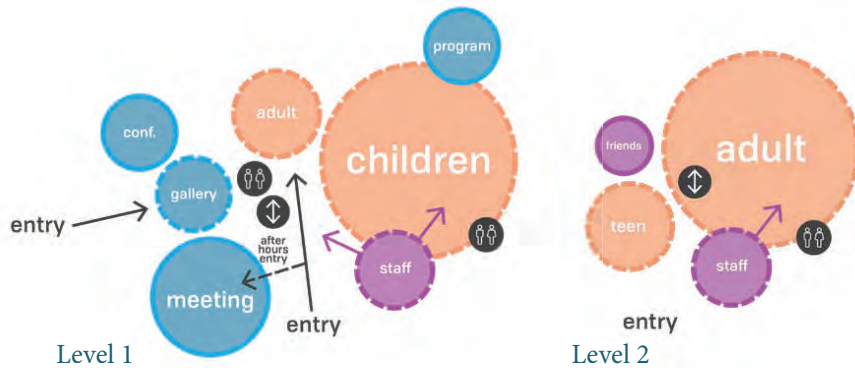 program
adult
conf.
children
gallery
entry
after
hours
entry
staff
meeting
entry
Level 1
friends
adult
teen
staff
entry
Level 2